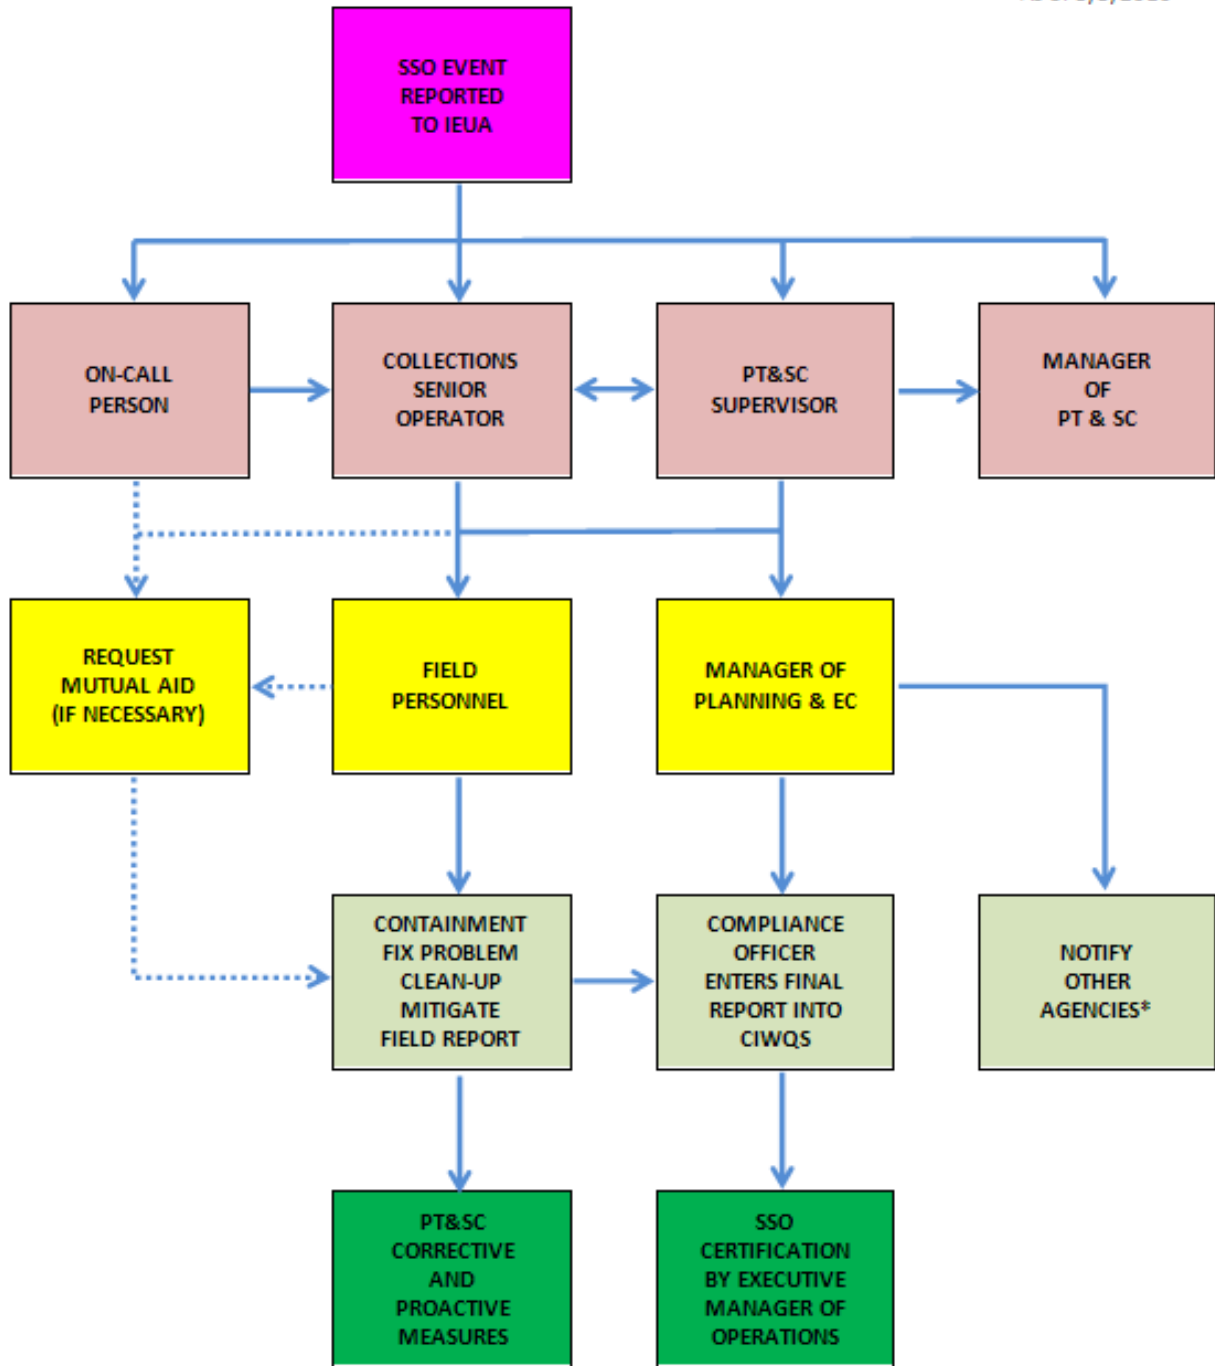 SSO EVENT
REPORTED
TO IEUA
ON-CALL
PERSON
COLLECTIONS
SENIOR
OPERATOR
PT&SC
SUPERVISOR
MANAGER
OF
PT & SC
REQUEST
MUTUAL AID
(IF NECESSARY)
FIELD
PERSONNEL
MANAGER OF
PLANNING & EC
CONTAINMENT
FIX PROBLEM
CLEAN-UP
MITIGATE
FIELD REPORT
COMPLIANCE
OFFICER
ENTERS FINAL
REPORT INTO
CIWQS
NOTIFY
OTHER
AGENCIES*
PT&SC
CORRECTIVE
AND
PROACTIVE
MEASURES
SSO
CERTIFICATION
BY EXECUTIVE
MANAGER OF
OPERATIONS